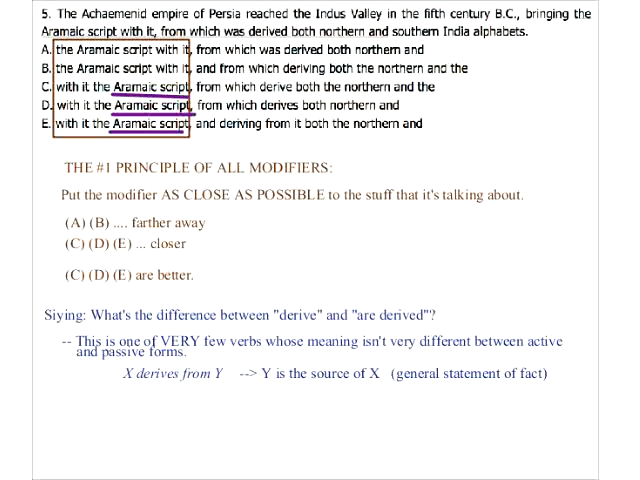 5. The Achaemenid empire of Persia reached the Indus Valley in the fifth century B.C., bringing the
Aramaic script with it, from which was derived both northern and southern India alphabets.
A. the Aramaic script with it, from which was derived both northern and
B. the Aramaic script with it, and from which deriving both the northern and the
C. with it the Aramaic script, from which derive both the northern and the
D. with it the Aramaic script, from which derives both northern and
E. with it the Aramaic script, and deriving from it both the northern and
THE #1 PRINCIPLE OF ALL MODIFIERS:
Put the modifier AS CLOSE AS POSSIBLE to the stuff that it's talking about.
(A) (B) .... farther away
(C) (D) (E) ... closer
(C) (D) (E) are better.
Siying: What's the difference between "derive" and "are derived"?
-- This is one of VERY few verbs whose meaning isn't very different between active
and passive forms.
X derives from Y --> Y is the source of X (general statement of fact)